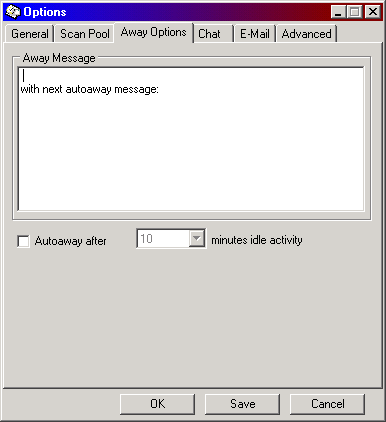 Options
General Scan Pool Away Options Chat E-Mail Advanced
Away Message
with next autoaway message:
Autoaway after 10 minutes idle activity
OK Save Cancel